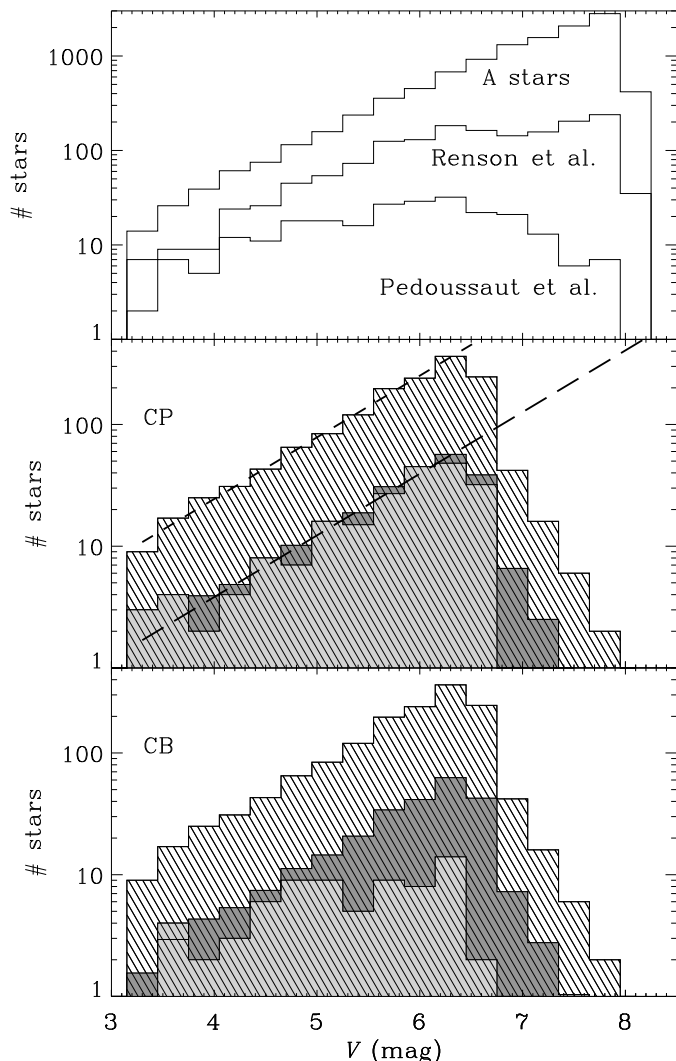 1000
100
10
1
# stars
A stars
Renson et al.
Pedoussaut et al.
100
10
1
# stars
CP
100
10
1
# stars
CB
3 4 5 6 7 8
V (mag)